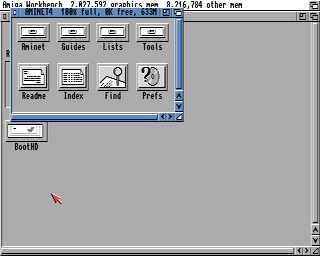 Amiga Workbench 2,027,592 graphics mem 8,216,784 other mem
AMINET4 100% full, 0K free, 633M
Aminet Guides Lists Tools
R
Readme Index Find Prefs
BootHD